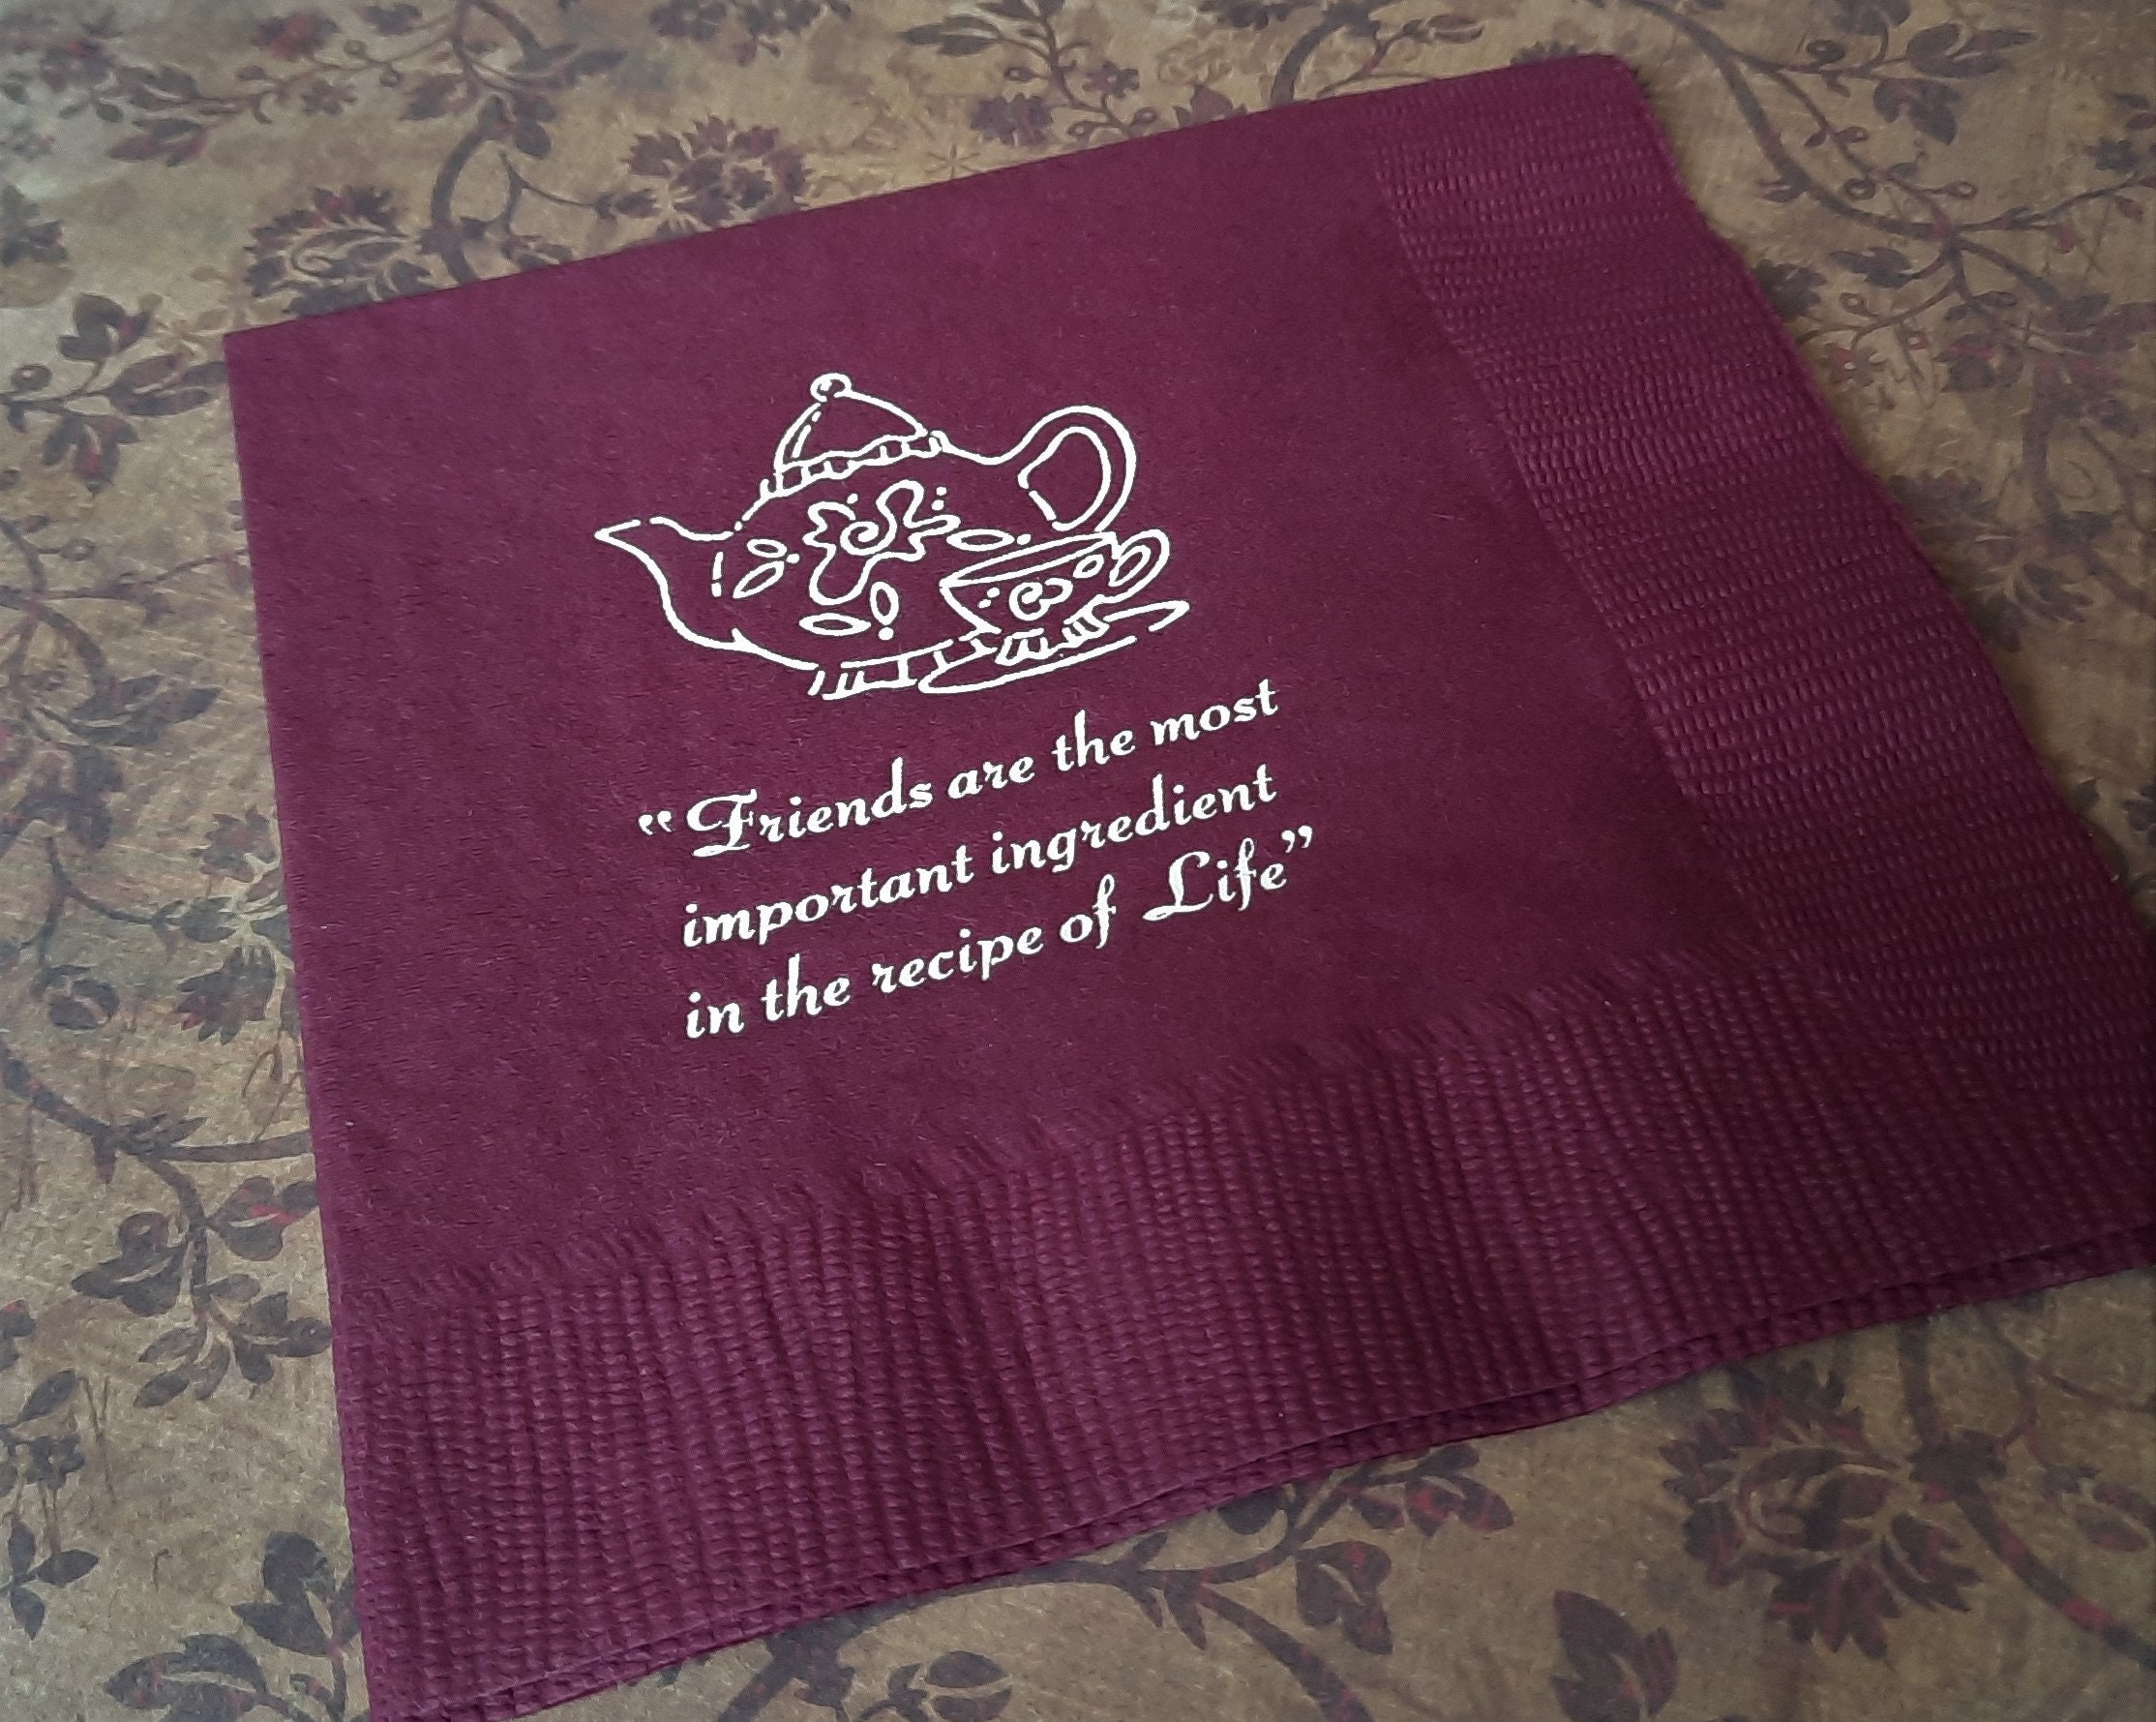 “Friends are the most
important ingredient
in the recipe of Life”